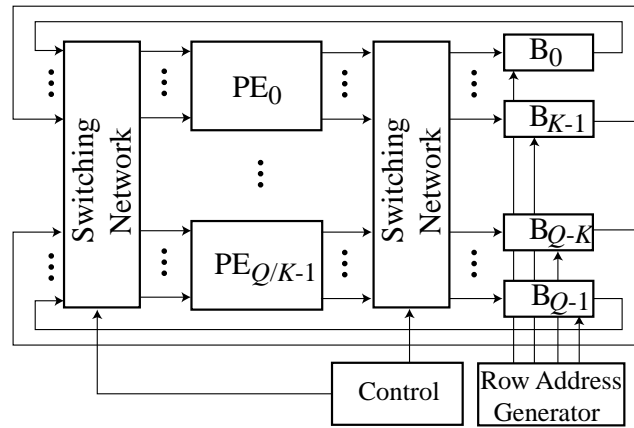 Switching
Network
PE0
PEQ/K-1
Switching
Network
B0
BK-1
BQ-K
BQ-1
Control
Row Address
Generator